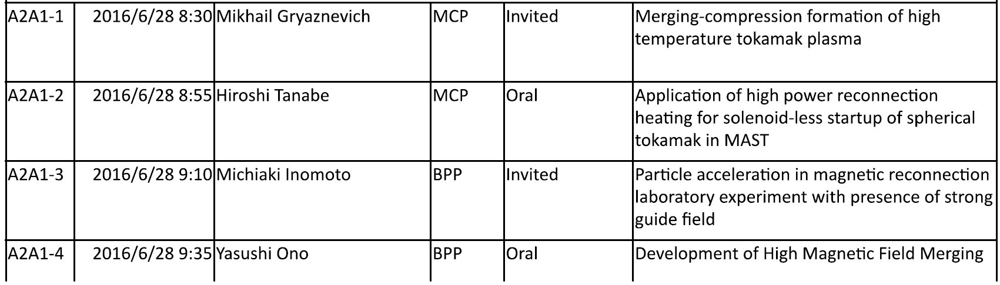 A2A1-1 2016/6/28 8:30 Mikhail Gryaznevich MCP Invited Merging-compression formation of high
temperature tokamak plasma
A2A1-2 2016/6/28 8:55 Hiroshi Tanabe MCP Oral Application of high power reconnection
heating for solenoid-less startup of spherical
tokamak in MAST
A2A1-3 2016/6/28 9:10 Michiaki Inomoto BPP Invited Particle acceleration in magnetic reconnection
laboratory experiment with presence of strong
guide field
A2A1-4 2016/6/28 9:35 Yasushi Ono BPP Oral Development of High Magnetic Field Merging